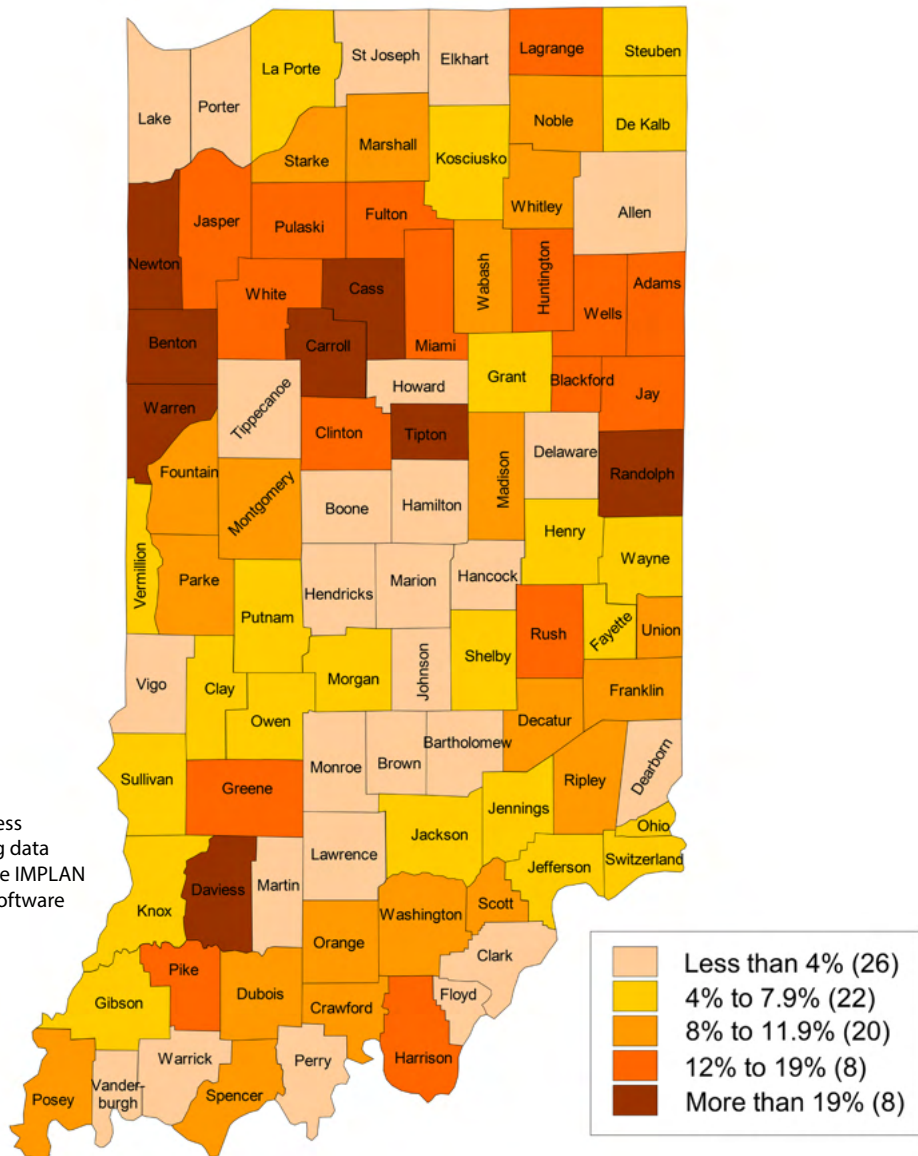 St Joseph
Elkhart
Lagrange
Steuben
La Porte
Lake
Porter
Noble
De Kalb
Starke
Marshall
Kosciusko
Whitley
Allen
Jasper
Pulaski
Fulton
Newton
White
Cass
Wabash
Huntington
Wells
Adams
Benton
Carroll
Miami
Grant
Blackford
Jay
Warren
Tippecanoe
Howard
Clinton
Tipton
Fountain
Montgomery
Madison
Delaware
Randolph
Boone
Hamilton
Henry
Wayne
Vermillion
Parke
Hendricks
Marion
Hancock
Putnam
Rush
Fayette
Union
Vigo
Clay
Morgan
Johnson
Shelby
Franklin
Owen
Decatur
Sullivan
Monroe
Brown
Bartholomew
Dearborn
Greene
Ripley
Jennings
Ohio
Jackson
Switzerland
Lawrence
Jefferson
ess
g data
e IMPLAN
oftware
Knox
Daviess
Martin
Washington
Scott
Orange
Clark
Pike
Gibson
Dubois
Crawford
Floyd
Harrison
Posey
Vander-
burgh
Warrick
Spencer
Perry
Less than 4% (26)
4% to 7.9% (22)
8% to 11.9% (20)
12% to 19% (8)
More than 19% (8)